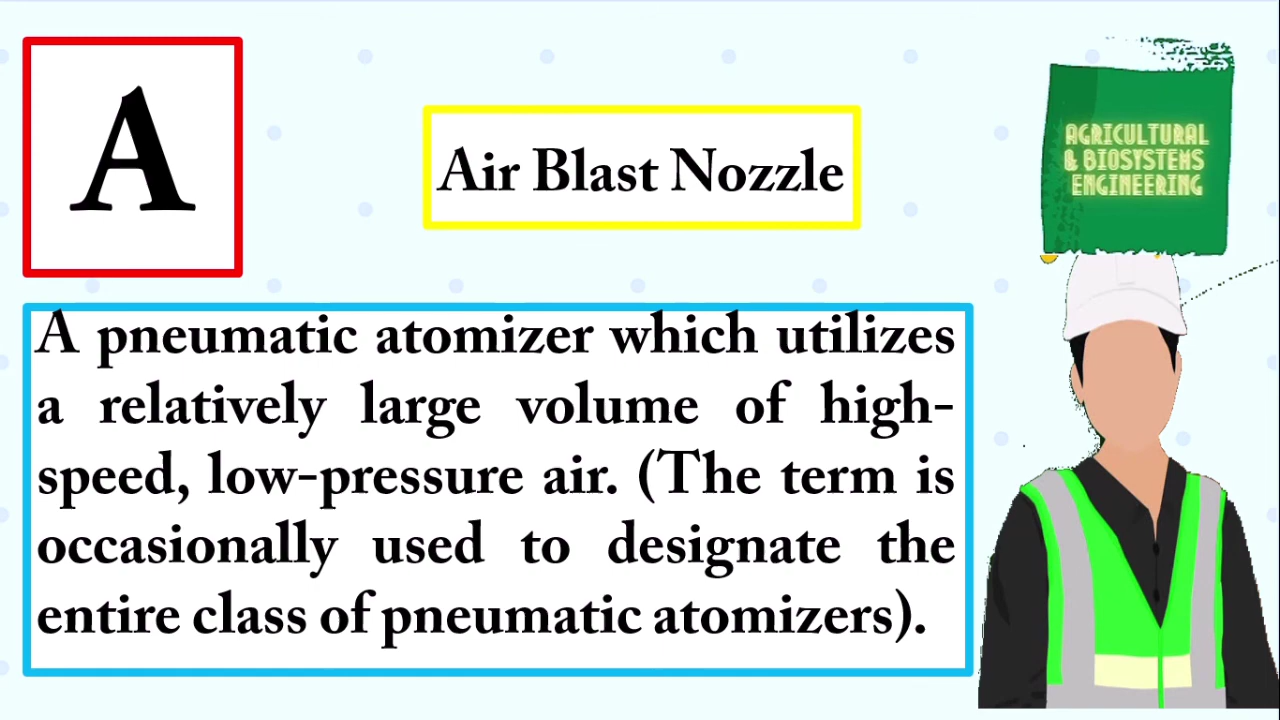 A
Air Blast Nozzle
AGRICULTURAL
& BIOSYSTEMS
ENGINEERING
A pneumatic atomizer which utilizes
a relatively large volume of high-
speed, low-pressure air. (The term is
occasionally used to designate the
entire class of pneumatic atomizers).